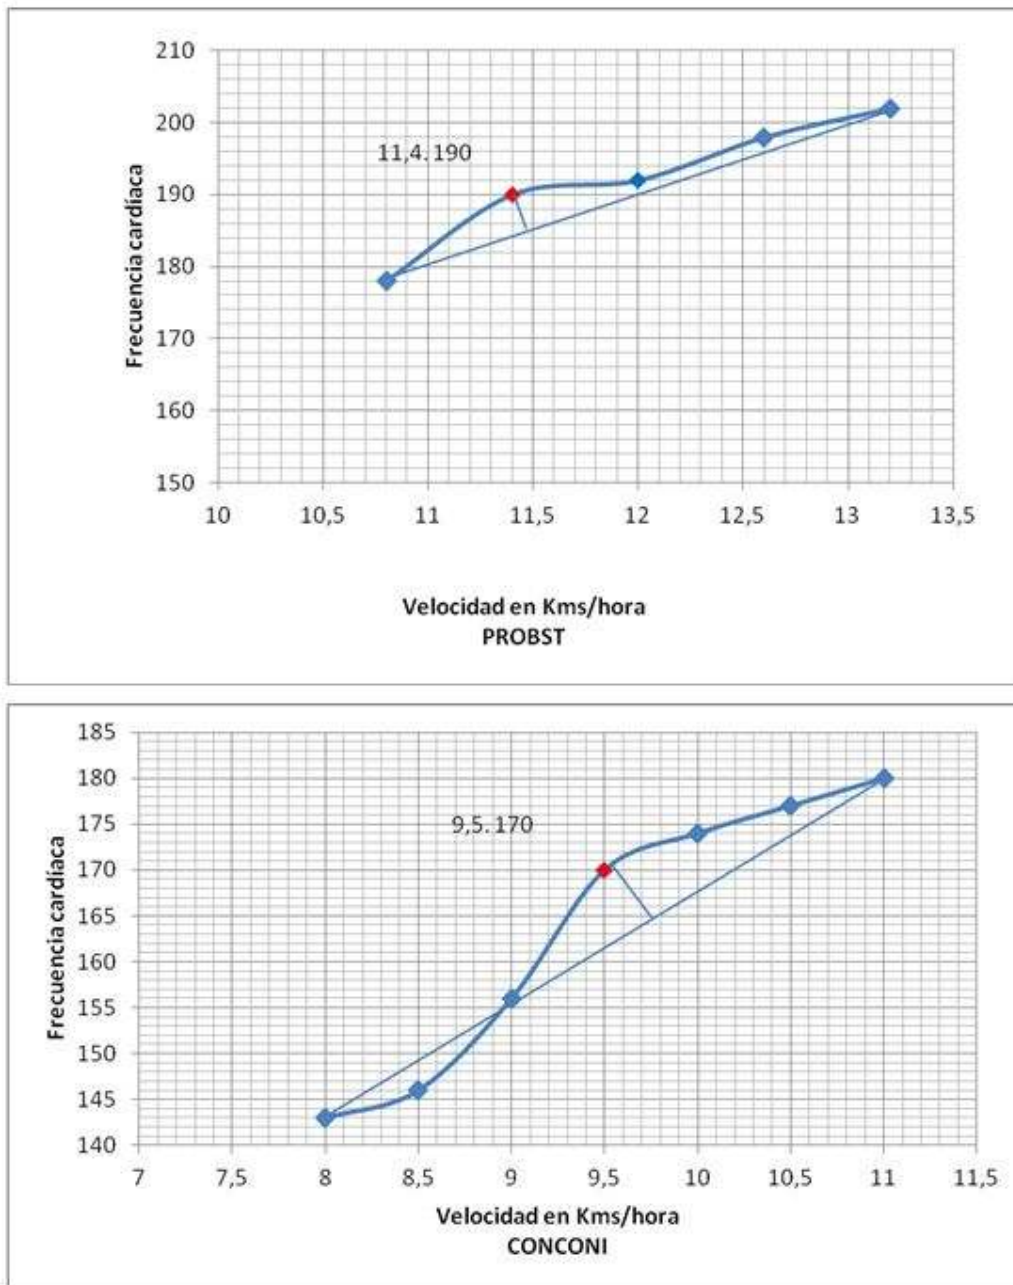 210
200
190
180
170
160
150
11,4. 190
Frecuencia cardíaca
10 10,5 11 11,5 12 12,5 13 13,5
Velocidad en Kms/hora
PROBST
185
180
175
170
165
160
155
150
145
140
9,5. 170
Frecuencia cardíaca
7 7,5 8 8,5 9 9,5 10 10,5 11 11,5
Velocidad en Kms/hora
CONCONI